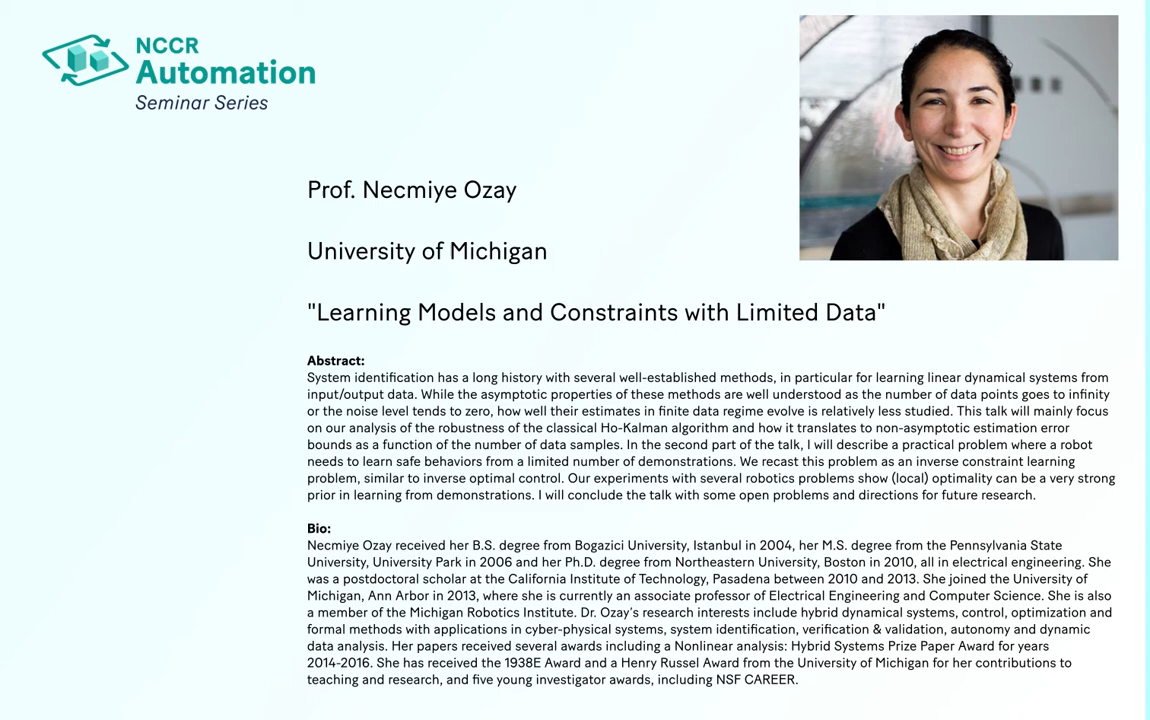 NCCR
Automation
Seminar Series
Prof. Necmiye Ozay
University of Michigan
"Learning Models and Constraints with Limited Data"
Abstract:
System identification has a long history with several well-established methods, in particular for learning linear dynamical systems from
input/output data. While the asymptotic properties of these methods are well understood as the number of data points goes to infinity
or the noise level tends to zero, how well their estimates in finite data regime evolve is relatively less studied. This talk will mainly focus
on our analysis of the robustness of the classical Ho-Kalman algorithm and how it translates to non-asymptotic estimation error
bounds as a function of the number of data samples. In the second part of the talk, I will describe a practical problem where a robot
needs to learn safe behaviors from a limited number of demonstrations. We recast this problem as an inverse constraint learning
problem, similar to inverse optimal control. Our experiments with several robotics problems show (local) optimality can be a very strong
prior in learning from demonstrations. I will conclude the talk with some open problems and directions for future research.
Bio:
Necmiye Ozay received her B.S. degree from Bogazici University, Istanbul in 2004, her M.S. degree from the Pennsylvania State
University, University Park in 2006 and her Ph.D. degree from Northeastern University, Boston in 2010, all in electrical engineering. She
was a postdoctoral scholar at the California Institute of Technology, Pasadena between 2010 and 2013. She joined the University of
Michigan, Ann Arbor in 2013, where she is currently an associate professor of Electrical Engineering and Computer Science. She is also
a member of the Michigan Robotics Institute. Dr. Ozay's research interests include hybrid dynamical systems, control, optimization and
formal methods with applications in cyber-physical systems, system identification, verification & validation, autonomy and dynamic
data analysis. Her papers received several awards including a Nonlinear analysis: Hybrid Systems Prize Paper Award for years
2014-2016. She has received the 1938E Award and a Henry Russel Award from the University of Michigan for her contributions to
teaching and research, and five young investigator awards, including NSF CAREER.